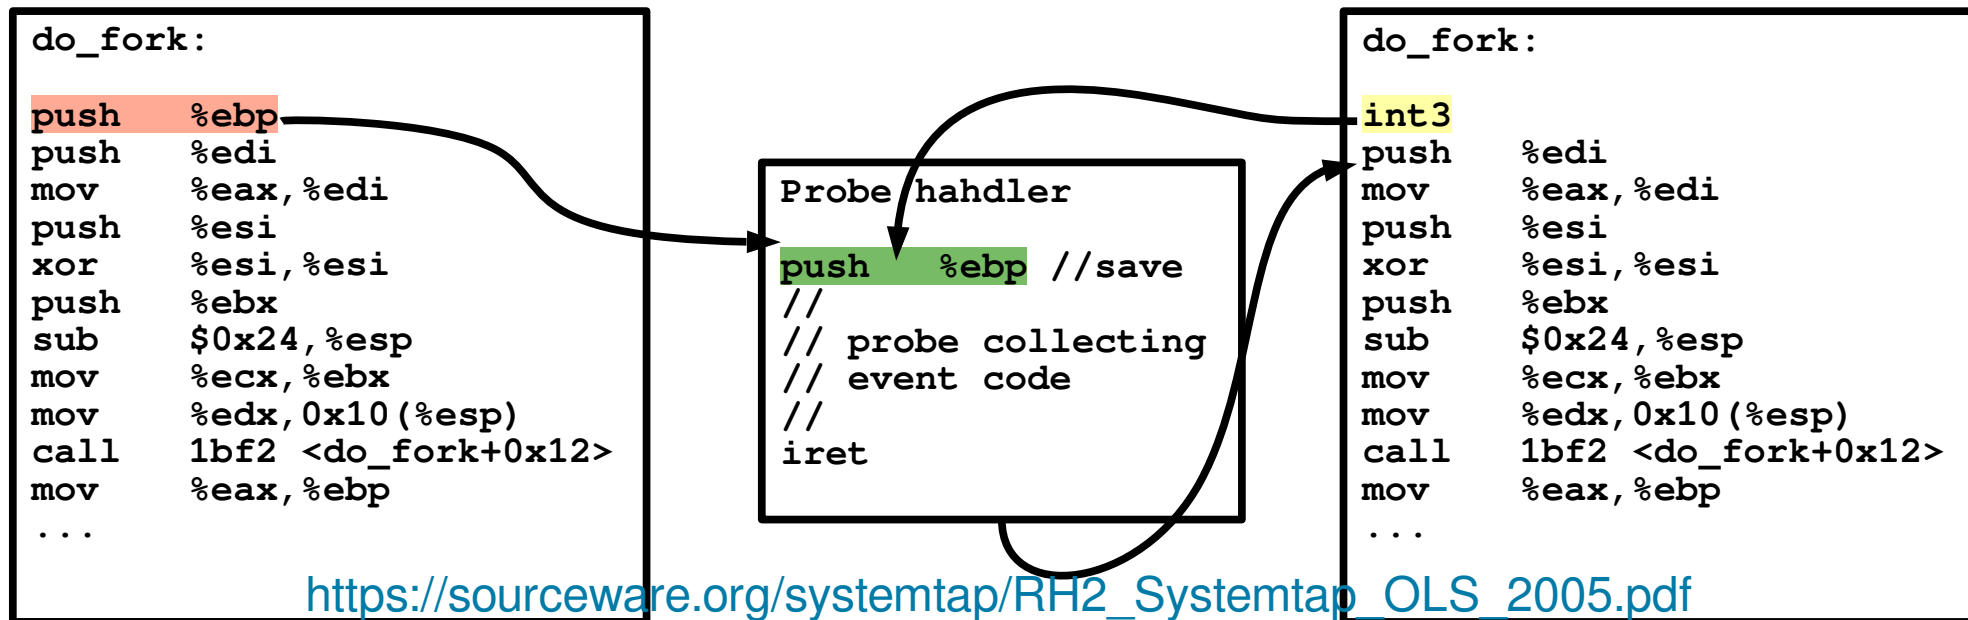 do_fork:
push %ebp
push %edi
mov %eax,%edi
push %esi
xor %esi,%esi
push %ebx
sub $0x24,%esp
mov %ecx,%ebx
mov %edx,0x10(%esp)
call 1bf2 <do_fork+0x12>
mov %eax,%ebp
...
Probe hahdler
push %ebp //save
//
// probe collecting
// event code
//
iret
do_fork:
int3
push %edi
mov %eax,%edi
push %esi
xor %esi,%esi
push %ebx
sub $0x24,%esp
mov %ecx,%ebx
mov %edx,0x10(%esp)
call 1bf2 <do_fork+0x12>
mov %eax,%ebp
...
https://sourceware.org/systemtap/RH2_Systemtap_OLS_2005.pdf